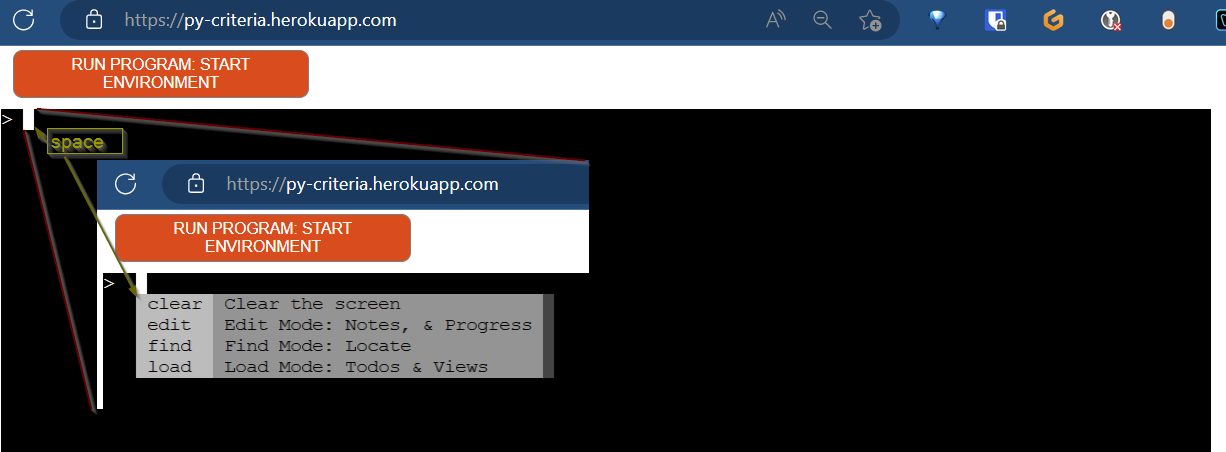 https://py-criteria.herokuapp.com
RUN PROGRAM: START
ENVIRONMENT
>
space
https://py-criteria.herokuapp.com
RUN PROGRAM: START
ENVIRONMENT
>
clear Clear the screen
edit Edit Mode: Notes, & Progress
find Find Mode: Locate
load Load Mode: Todos & Views